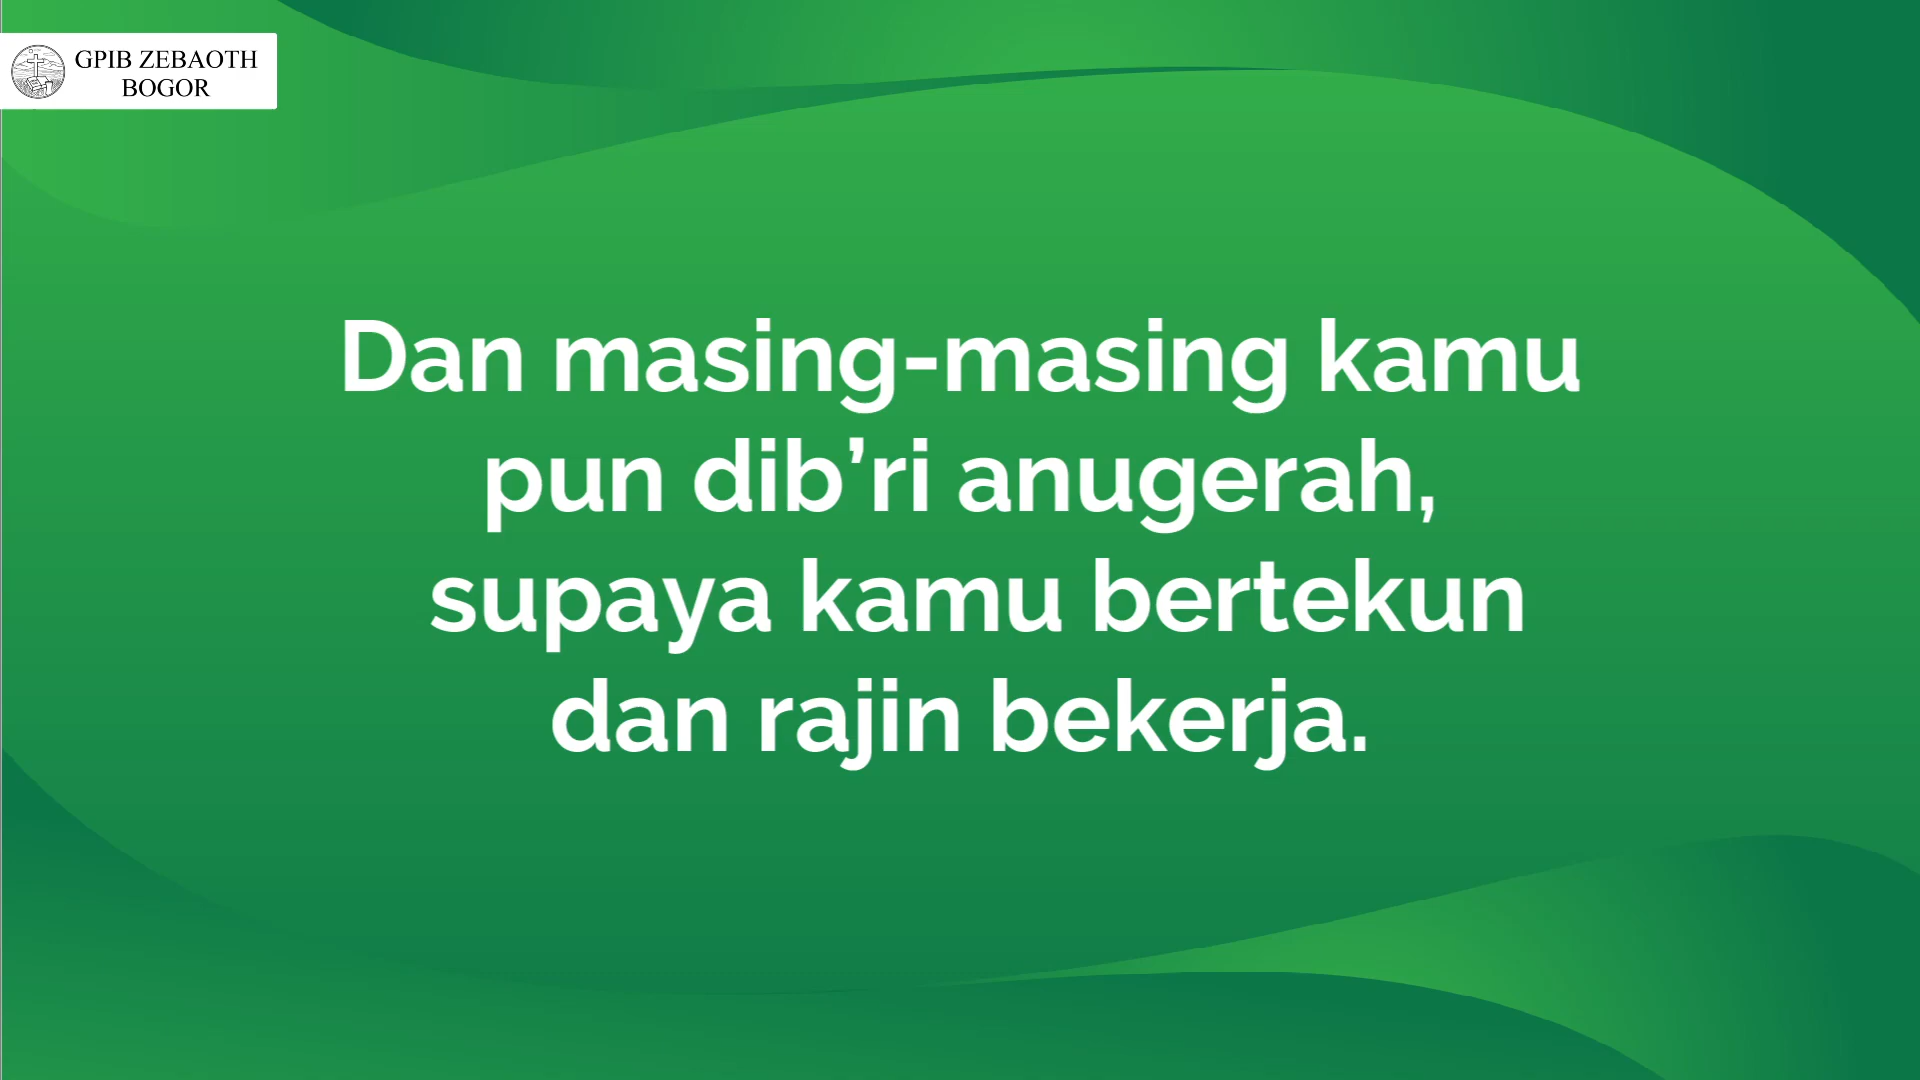 GPIB ZEBAOTH
BOGOR
Dan masing-masing kamu
pun dib’ri anugerah,
supaya kamu bertekun
dan rajin bekerja.